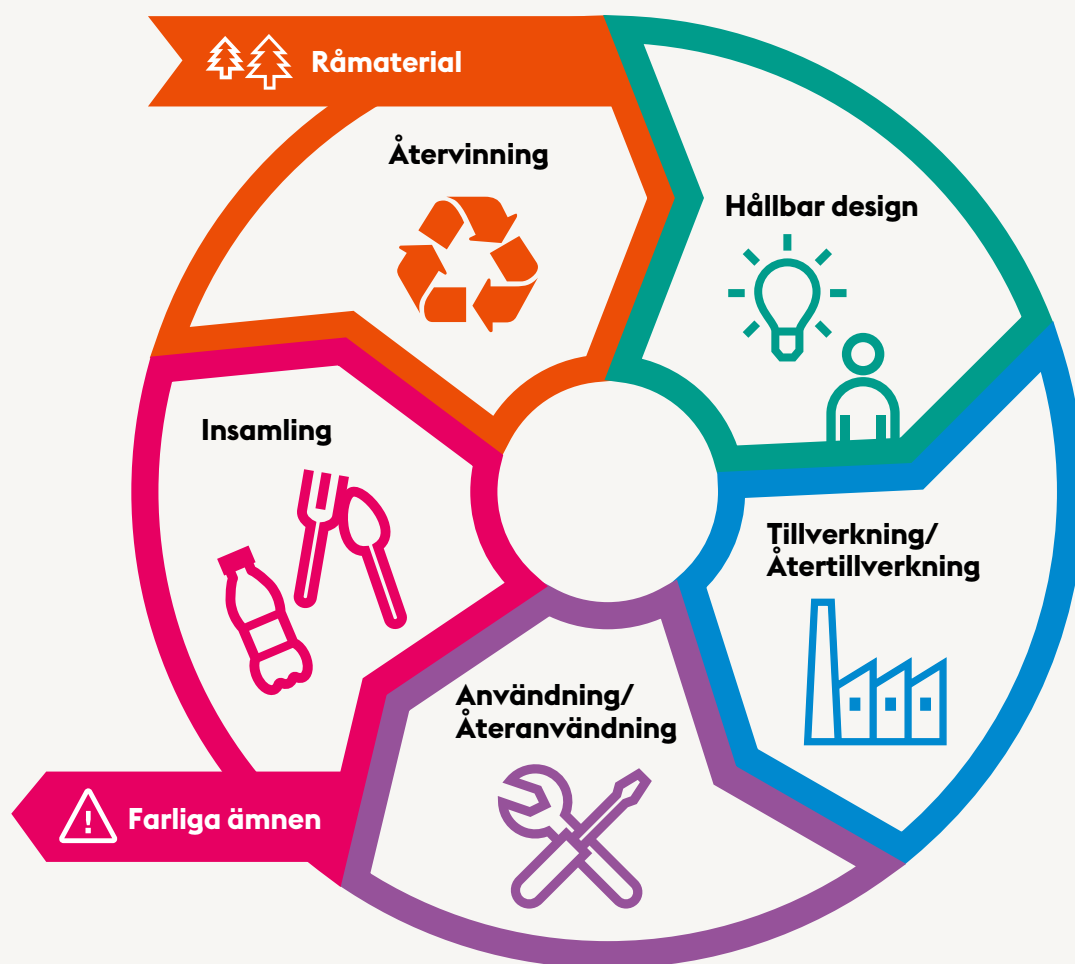 Råmaterial
Återvinning
Hållbar design
Insamling
Tillverkning/
Återtillverkning
Användning/
Återanvändning
Farliga ämnen